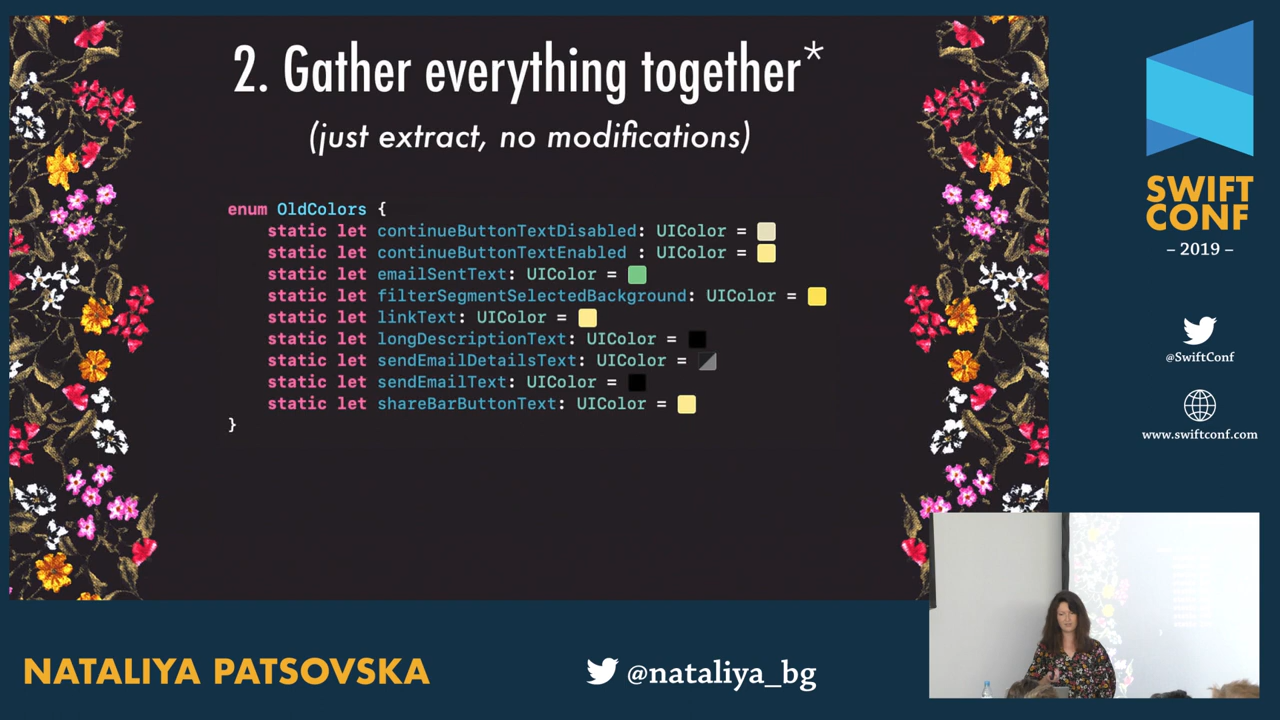 2. Gather everything together*
(just extract, no modifications)
enum OldColors {
static let continueButtonTextDisabled: UIColor =
static let continueButtonTextEnabled : UIColor =
static let emailSentText: UIColor =
static let filterSegmentSelectedBackground: UIColor =
static let linkText: UIColor =
static let longDescriptionText: UIColor =
static let sendEmailDetailsText: UIColor =
static let sendEmailText: UIColor =
static let shareBarButtonText: UIColor =
}
SWIFT
CONF
– 2019 –
@SwiftConf
www.swiftconf.com
NATALIYA PATSOVSKA
@nataliya_bg